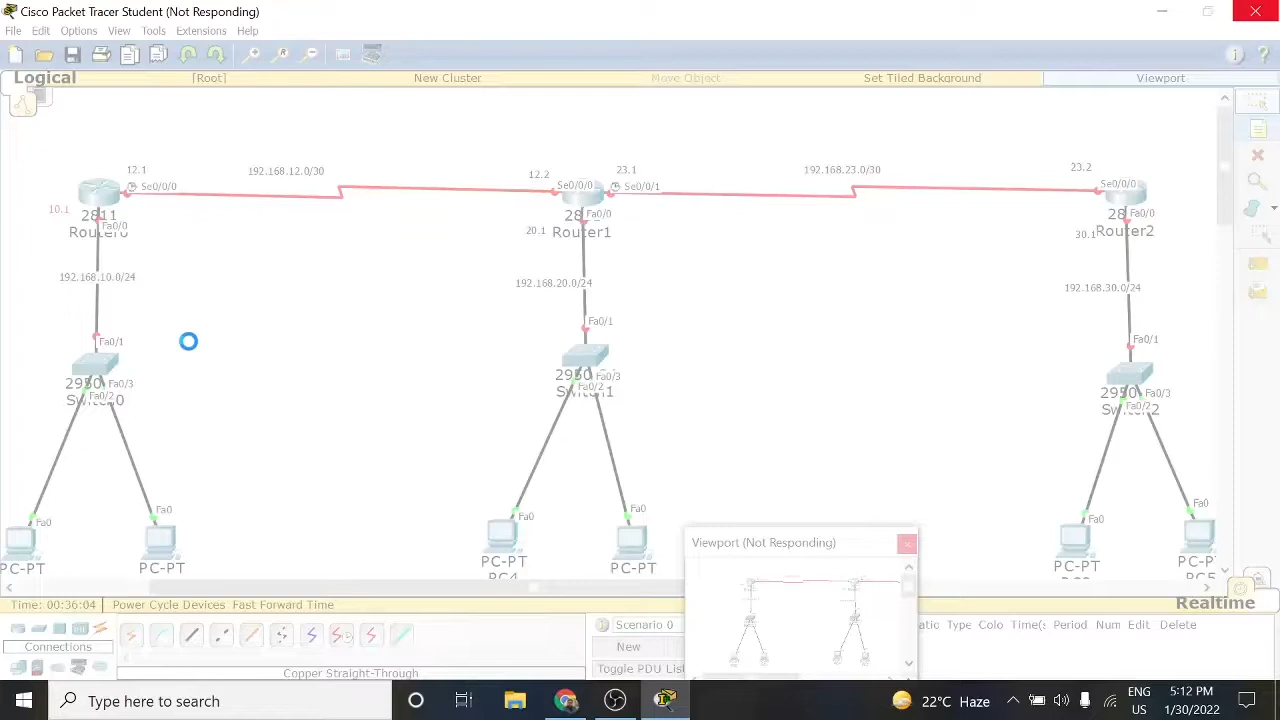 Cisco Packet Tracer Student (Not Responding)
File Edit Options View Tools Extensions Help
Logical [Root] New Cluster Move Object Set Tiled Background Viewport
12.1 192.168.12.0/30 12.2 23.1 192.168.23.0/30 23.2
Se0/0/0 Se0/0/0 Se0/0/1 Se0/0/0
10.1 2811 Fa0/0 Fa0/0
Router0 Fa0/0 20.1 Router1 30.1 Router2
192.168.10.0/24 192.168.20.0/24 192.168.30.0/24
Fa0/1 Fa0/1 Fa0/1
Fa0/3 Fa0/3 Fa0/3
Fa0/2 Fa0/2 Fa0/2
Switch0 Switch1 Switch2
Fa0 Fa0 Fa0 Fa0 Fa0 Fa0
PC-PT PC-PT PC-PT PC-PT PC-PT
PC4 PC5
Viewport (Not Responding)
Time: 00:36:04 Power Cycle Devices Fast Forward Time Realtime
Connections
Copper Straight-Through
Scenario 0
New
Toggle PDU Lis
Type Colo Time(s Period Num Edit Delete
Type here to search
22°C Haze
ENG
US
5:12 PM
1/30/2022